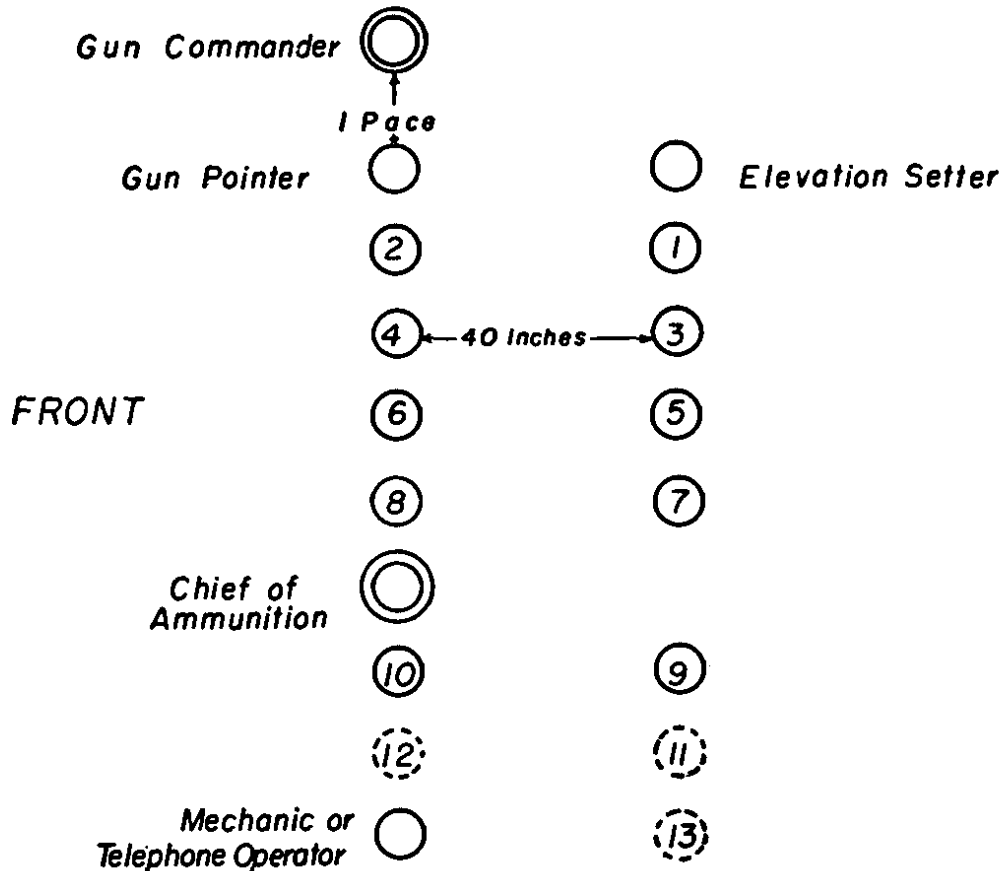 Gun Commander
1 Pace
Gun Pointer
Elevation Setter
2
1
4
40 Inches
3
FRONT
6
5
8
7
Chief of
Ammunition
10
9
12
11
Mechanic or
Telephone Operator
13